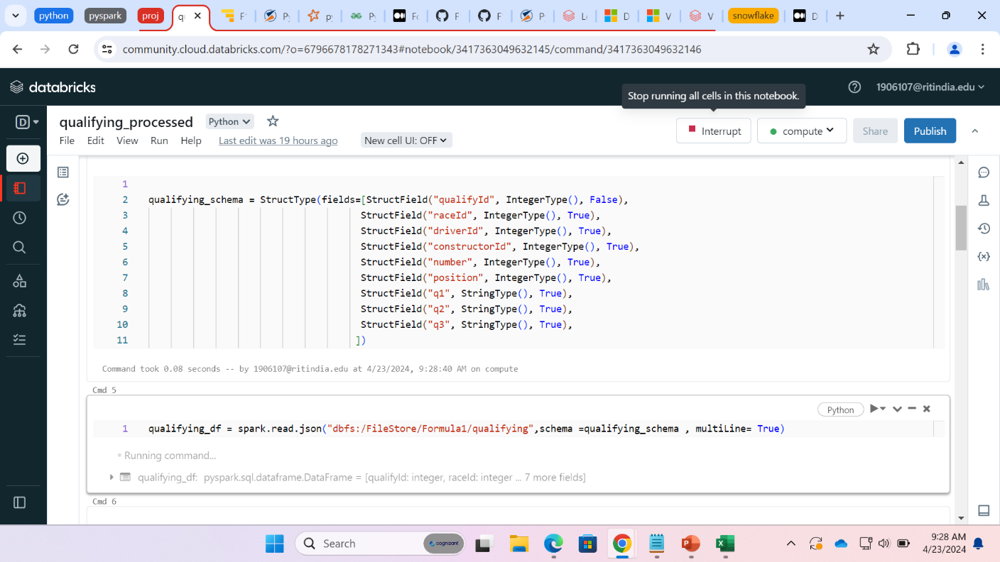 python
pyspark
proj
qu
F
Py
py
Py
Fo
F
F
Py
Le
D
V
V
snowflake
D
community.cloud.databricks.com/?o=6796678178271343#notebook/3417363049632145/command/3417363049632146
databricks
Stop running all cells in this notebook.
1906107@ritindia.edu
D
qualifying_processed
Python
Interrupt
compute
Share
Publish
File Edit View Run Help Last edit was 19 hours ago New cell UI: OFF
1
2 qualifying_schema = StructType(fields=[StructField("qualifyId", IntegerType(), False),
3 StructField("raceId", IntegerType(), True),
4 StructField("driverId", IntegerType(), True),
5 StructField("constructorId", IntegerType(), True),
6 StructField("number", IntegerType(), True),
7 StructField("position", IntegerType(), True),
8 StructField("q1", StringType(), True),
9 StructField("q2", StringType(), True),
10 StructField("q3", StringType(), True),
11 ])
Command took 0.08 seconds -- by 1906107@ritindia.edu at 4/23/2024, 9:28:40 AM on compute
Cmd 5
Python
1 qualifying_df = spark.read.json("dbfs:/FileStore/Formula1/qualifying",schema =qualifying_schema , multiLine= True)
Running command...
qualifying_df: pyspark.sql.dataframe.DataFrame = [qualifyId: integer, raceId: integer ... 7 more fields]
Cmd 6
Search
cognizant
9:28 AM
4/23/2024